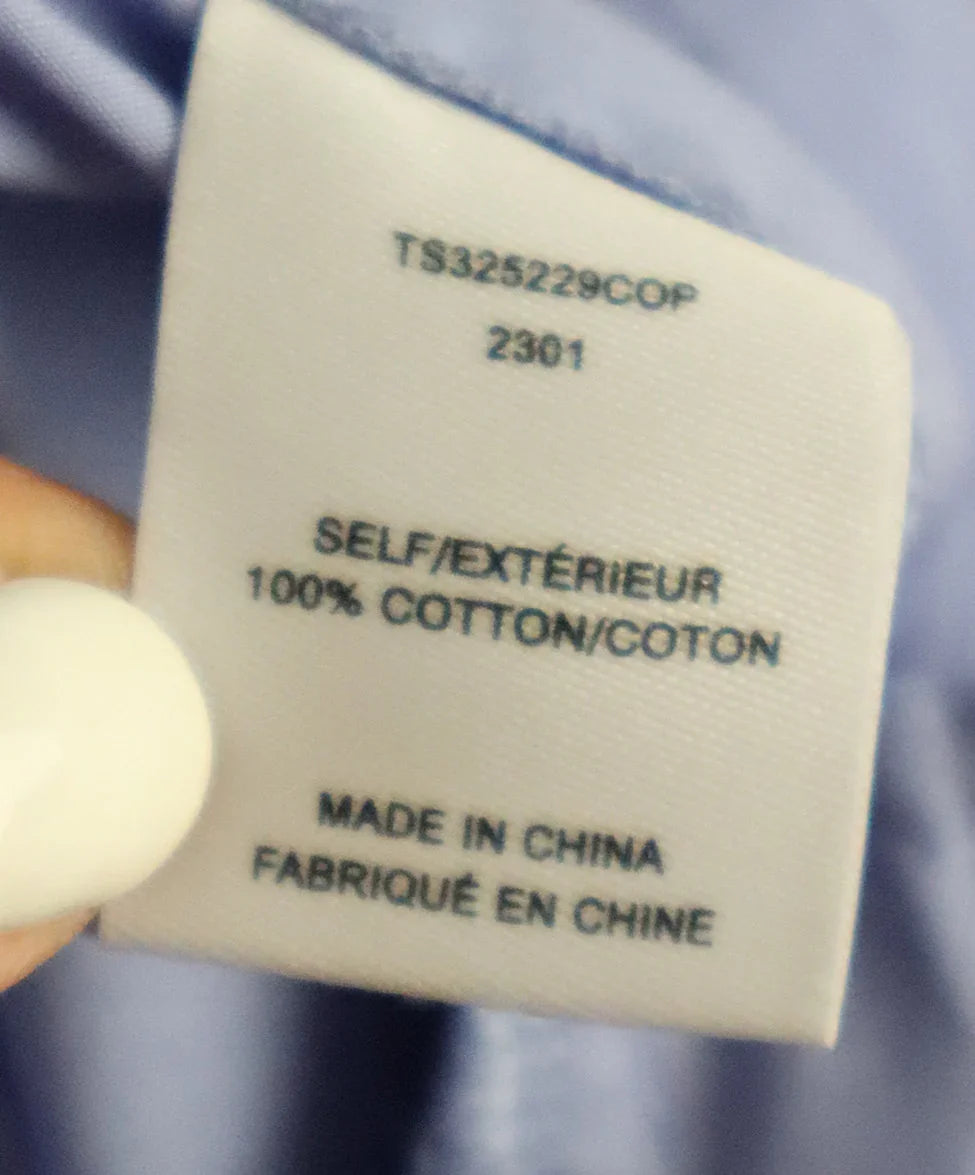 TS325229COP
2301
SELF/EXTÉRIEUR
100% COTTON/COTON
MADE IN CHINA
FABRIQUÉ EN CHINE